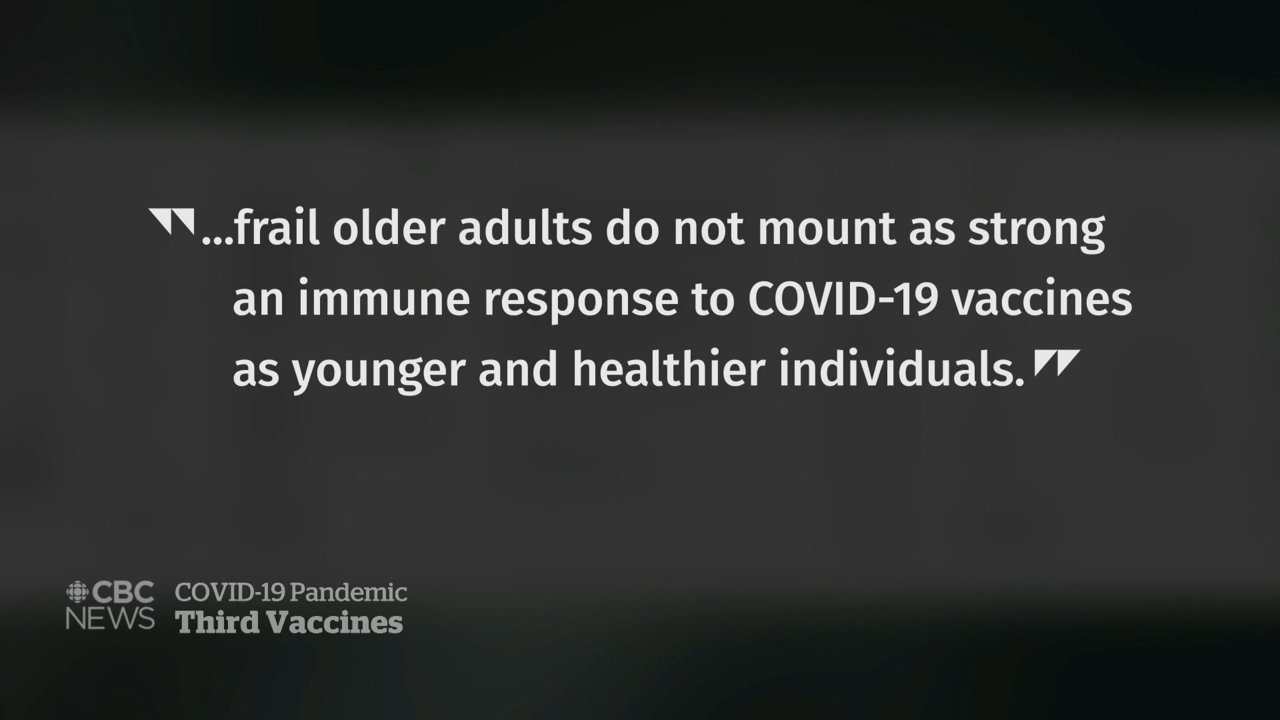 "...frail older adults do not mount as strong
an immune response to COVID-19 vaccines
as younger and healthier individuals."
CBC
NEWS
COVID-19 Pandemic
Third Vaccines